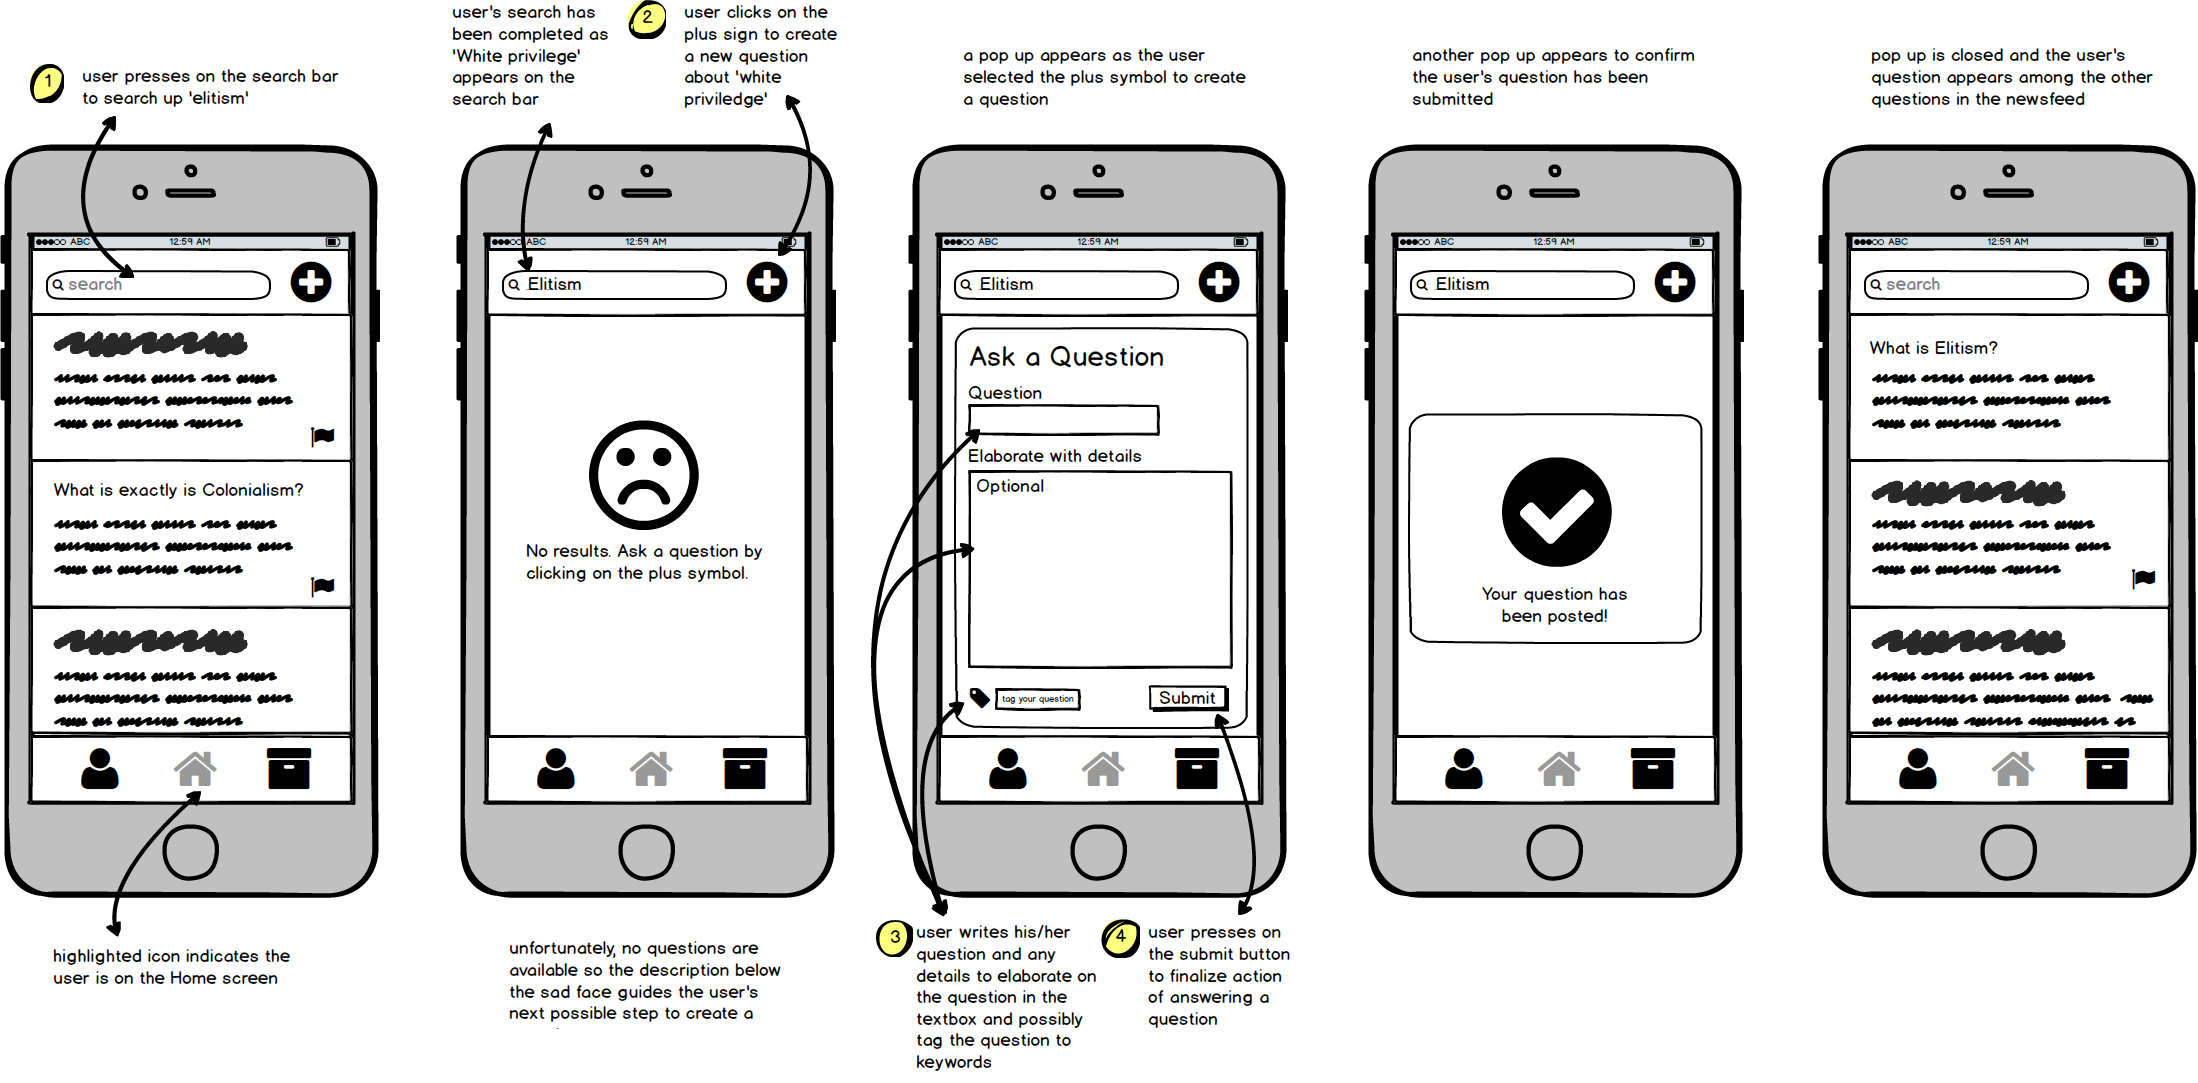 1
user presses on the search bar
to search up 'elitism'
user's search has
been completed as
'White privilege'
appears on the
search bar
2
user clicks on the
plus sign to create
a new question
about 'white
priviledge'
a pop up appears as the user
selected the plus symbol to create
a question
another pop up appears to confirm
the user's question has been
submitted
pop up is closed and the user's
question appears among the other
questions in the newsfeed
ABC 12:59 AM
search
What is exactly is Colonialism?
highlighted icon indicates the
user is on the Home screen
ABC 12:59 AM
Elitism
No results. Ask a question by
clicking on the plus symbol.
unfortunately, no questions are
available so the description below
the sad face guides the user's
next possible step to create a
ABC 12:59 AM
Elitism
Ask a Question
Question
Elaborate with details
Optional
tag your question
Submit
3
user writes his/her
question and any
details to elaborate on
the question in the
textbox and possibly
tag the question to
keywords
4
user presses on
the submit button
to finalize action
of answering a
question
ABC 12:59 AM
Elitism
Your question has
been posted!
ABC 12:59 AM
search
What is Elitism?